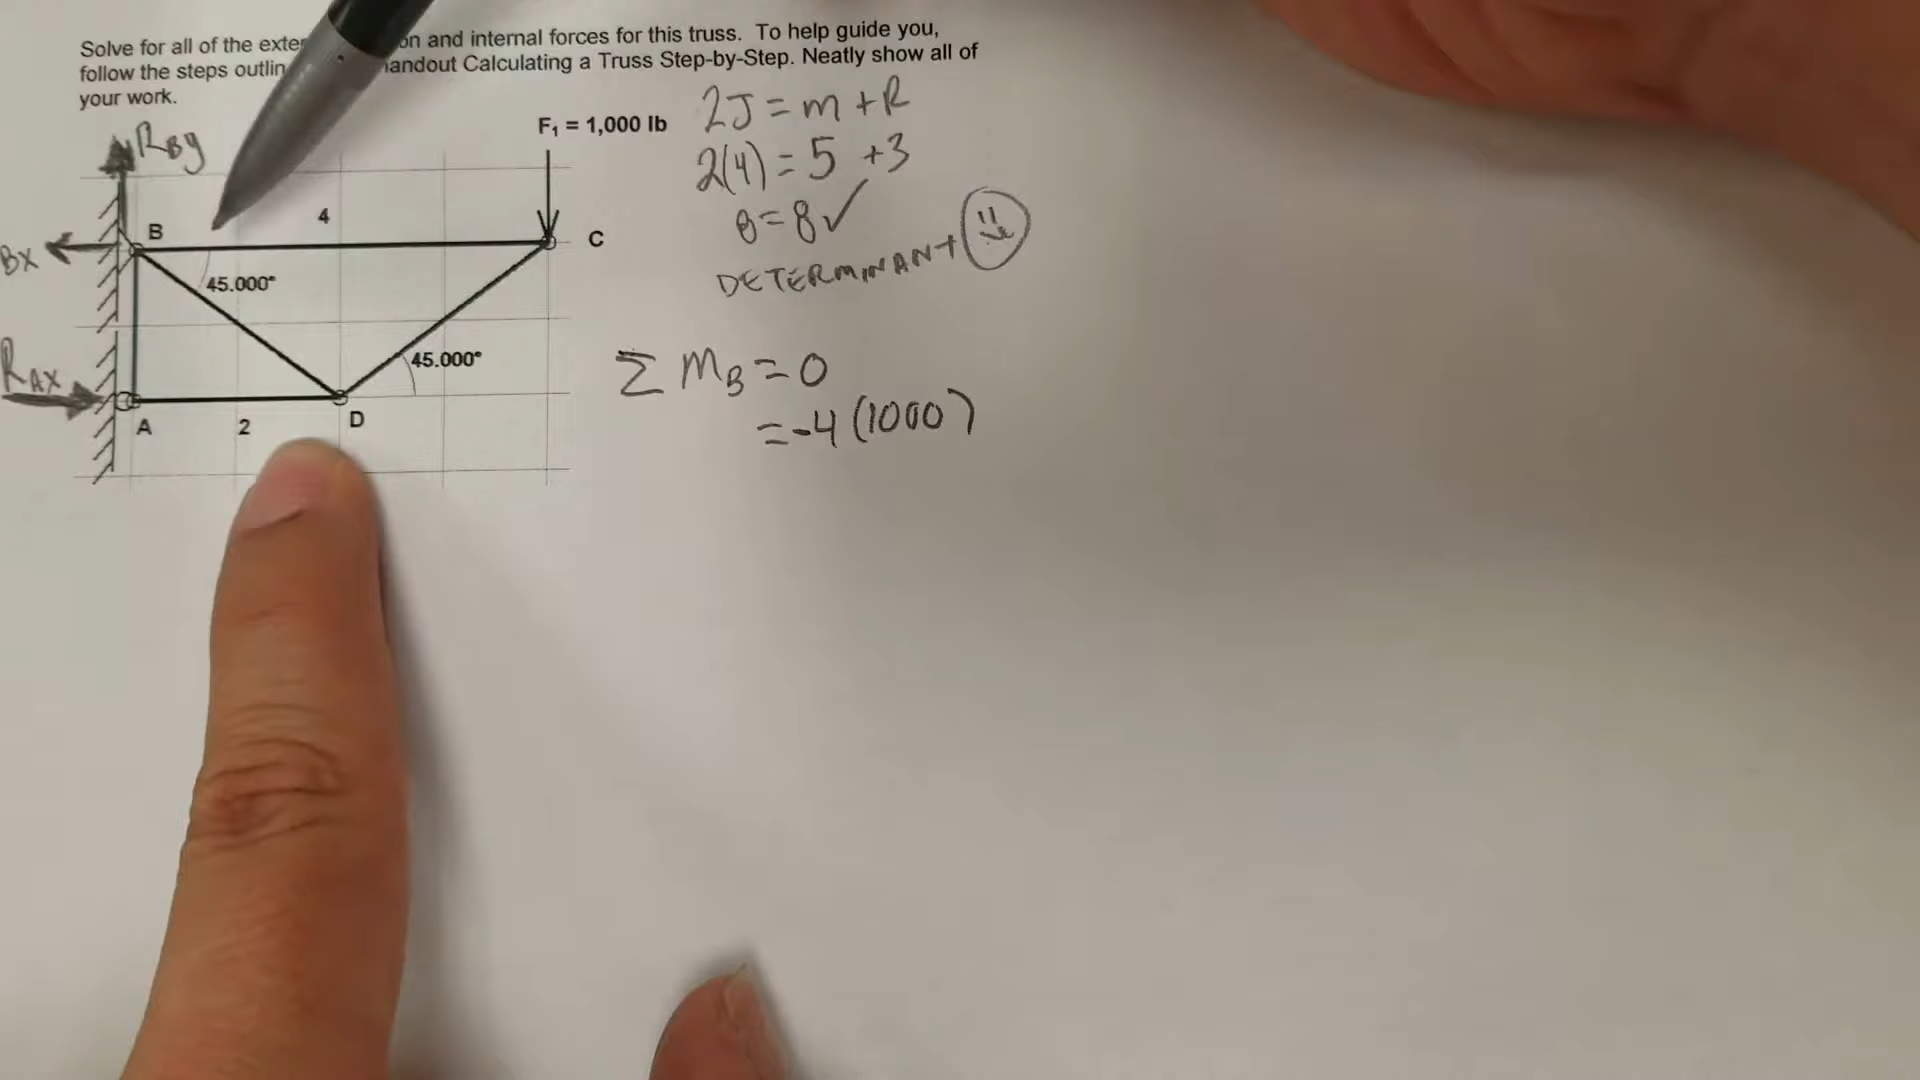 Solve for all of the exter on and internal forces for this truss. To help guide you,
follow the steps outlin andout Calculating a Truss Step-by-Step. Neatly show all of
your work.
RBy
F₁ = 1,000 lb
2J = m + R
2(4) = 5 + 3
8 = 8 ✓
DETERMINANT
B
4
C
BX
45.000°
45.000°
RAX
A
2
D
Σ MB = 0
= -4 (1000)